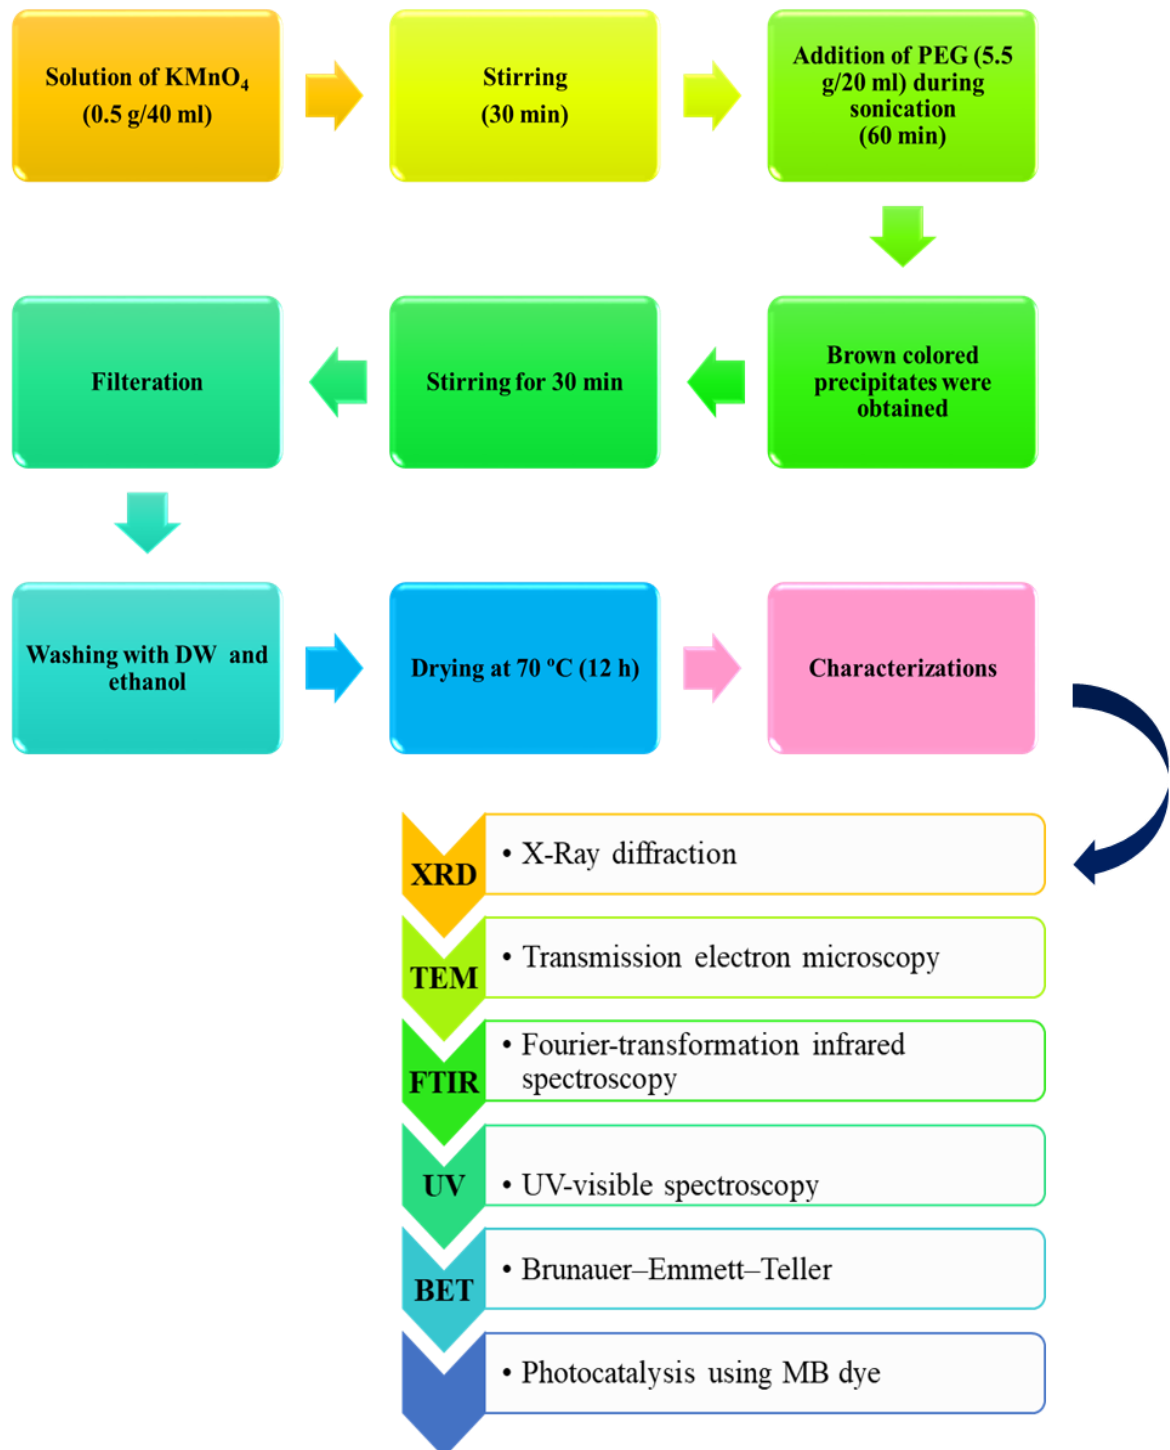 Solution of KMnO₄
(0.5 g/40 ml)
Stirring
(30 min)
Addition of PEG (5.5
g/20 ml) during
sonication
(60 min)
Brown colored
precipitates were
obtained
Stirring for 30 min
Filteration
Washing with DW and
ethanol
Drying at 70 ºC (12 h)
Characterizations
XRD
• X-Ray diffraction
TEM
• Transmission electron microscopy
FTIR
• Fourier-transformation infrared
spectroscopy
UV
• UV-visible spectroscopy
BET
• Brunauer–Emmett–Teller
• Photocatalysis using MB dye